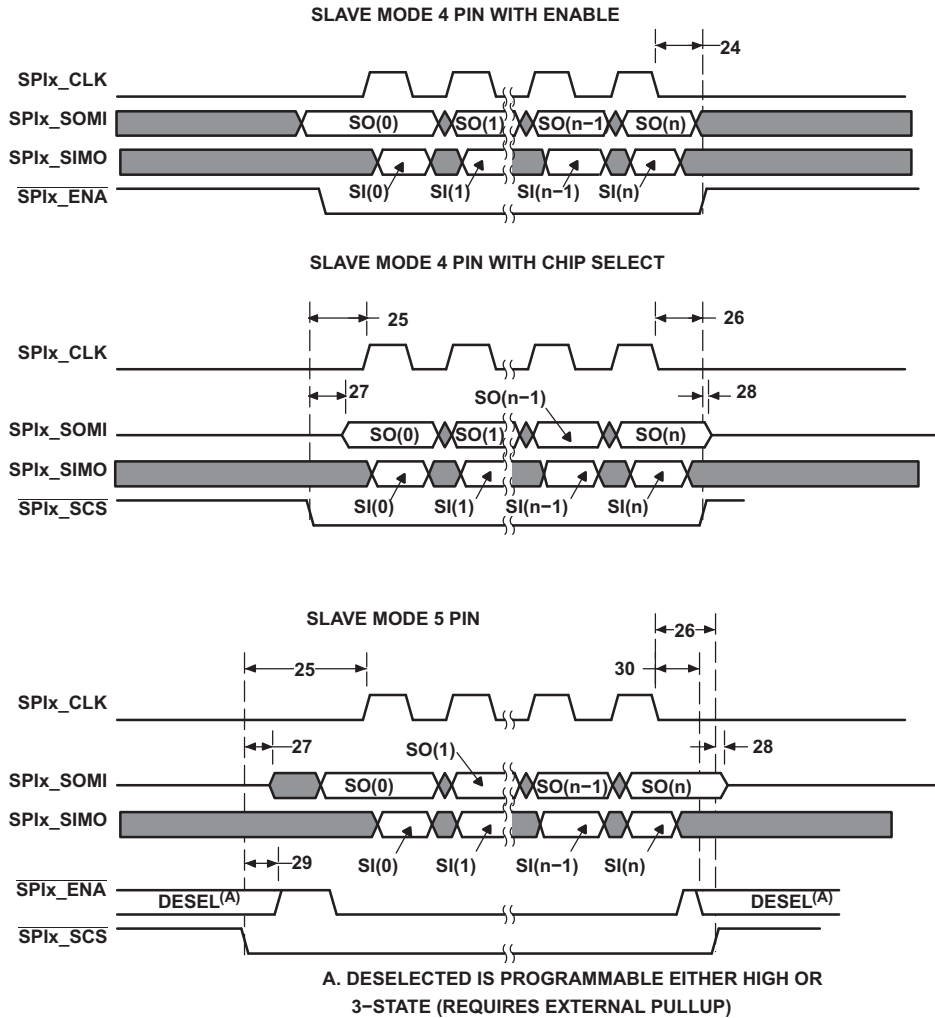 SLAVE MODE 4 PIN WITH ENABLE
24
SPIx_CLK
SPIx_SOMI
SO(0) SO(1) SO(n−1 SO(n)
SPIx_SIMO
SPIx_ENA
SI(0) SI(1) SI(n−1) SI(n)
SLAVE MODE 4 PIN WITH CHIP SELECT
25 26
SPIx_CLK
27 28
SO(n−1)
SPIx_SOMI
SO(0) SO(1) SO(n)
SPIx_SIMO
SPIx_SCS
SI(0) SI(1) SI(n−1) SI(n)
SLAVE MODE 5 PIN
26
25 30
SPIx_CLK
27 SO(1) 28
SPIx_SOMI
SO(0) SO(n−1) SO(n)
SPIx_SIMO
29 SI(0) SI(1) SI(n−1) SI(n)
SPIx_ENA
DESEL(A) DESEL(A)
SPIx_SCS
A. DESELECTED IS PROGRAMMABLE EITHER HIGH OR
3−STATE (REQUIRES EXTERNAL PULLUP)